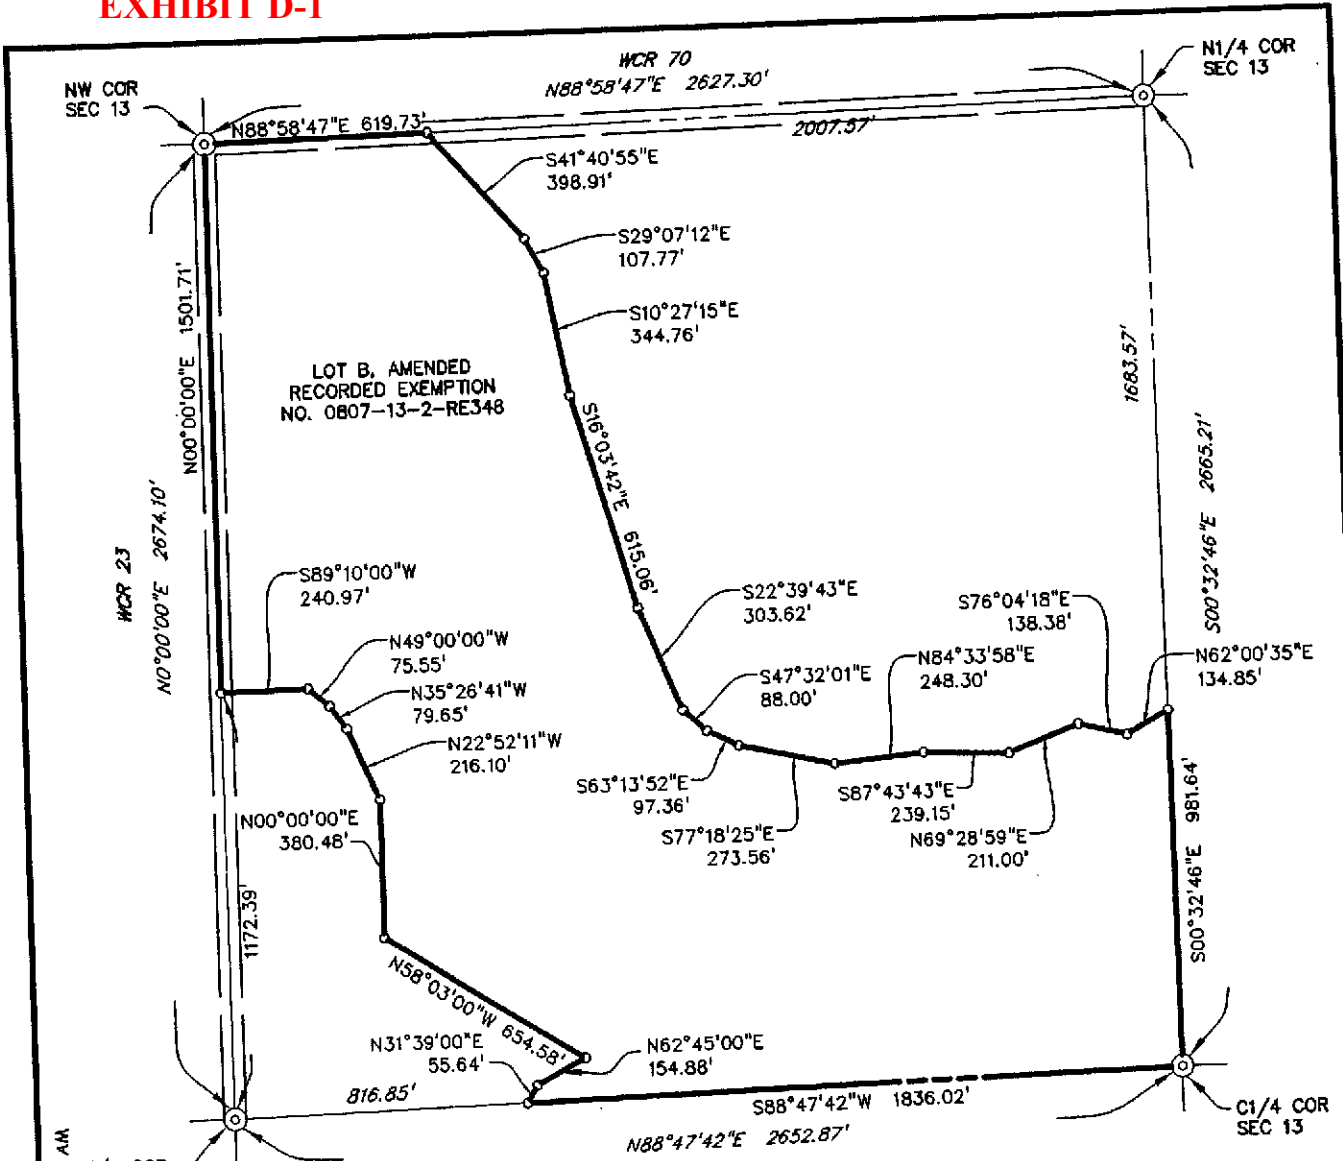 EXHIBIT D-1
WCR 70
N88°58'47"E 2627.30'
N1/4 COR
SEC 13
NW COR
SEC 13
N88°58'47"E 619.73'
2007.57'
S41°40'55"E
398.91'
S29°07'12"E
107.77'
S10°27'15"E
344.76'
N00°00'00"E 1501.71'
LOT B, AMENDED
RECORDED EXEMPTION
NO. 0807-13-2-RE348
1683.57'
S16°03'42"E 615.06'
S00°32'46"E 2665.21'
WCR 23
N0°00'00"E 2674.10'
S89°10'00"W
240.97'
S22°39'43"E
303.62'
S76°04'18"E
138.38'
N49°00'00"W
75.55'
N62°00'35"E
134.85'
N84°33'58"E
248.30'
S47°32'01"E
88.00'
N35°26'41"W
79.65'
N22°52'11"W
216.10'
S63°13'52"E
97.36'
S87°43'43"E
239.15'
N00°00'00"E
380.48'
S77°18'25"E
273.56'
N69°28'59"E
211.00'
S00°32'46"E 981.64'
1172.39'
N58°03'00"W 654.58'
N31°39'00"E
55.64'
N62°45'00"E
154.88'
816.85'
S88°47'42"W 1836.02'
N88°47'42"E 2652.87'
C1/4 COR
SEC 13
AM